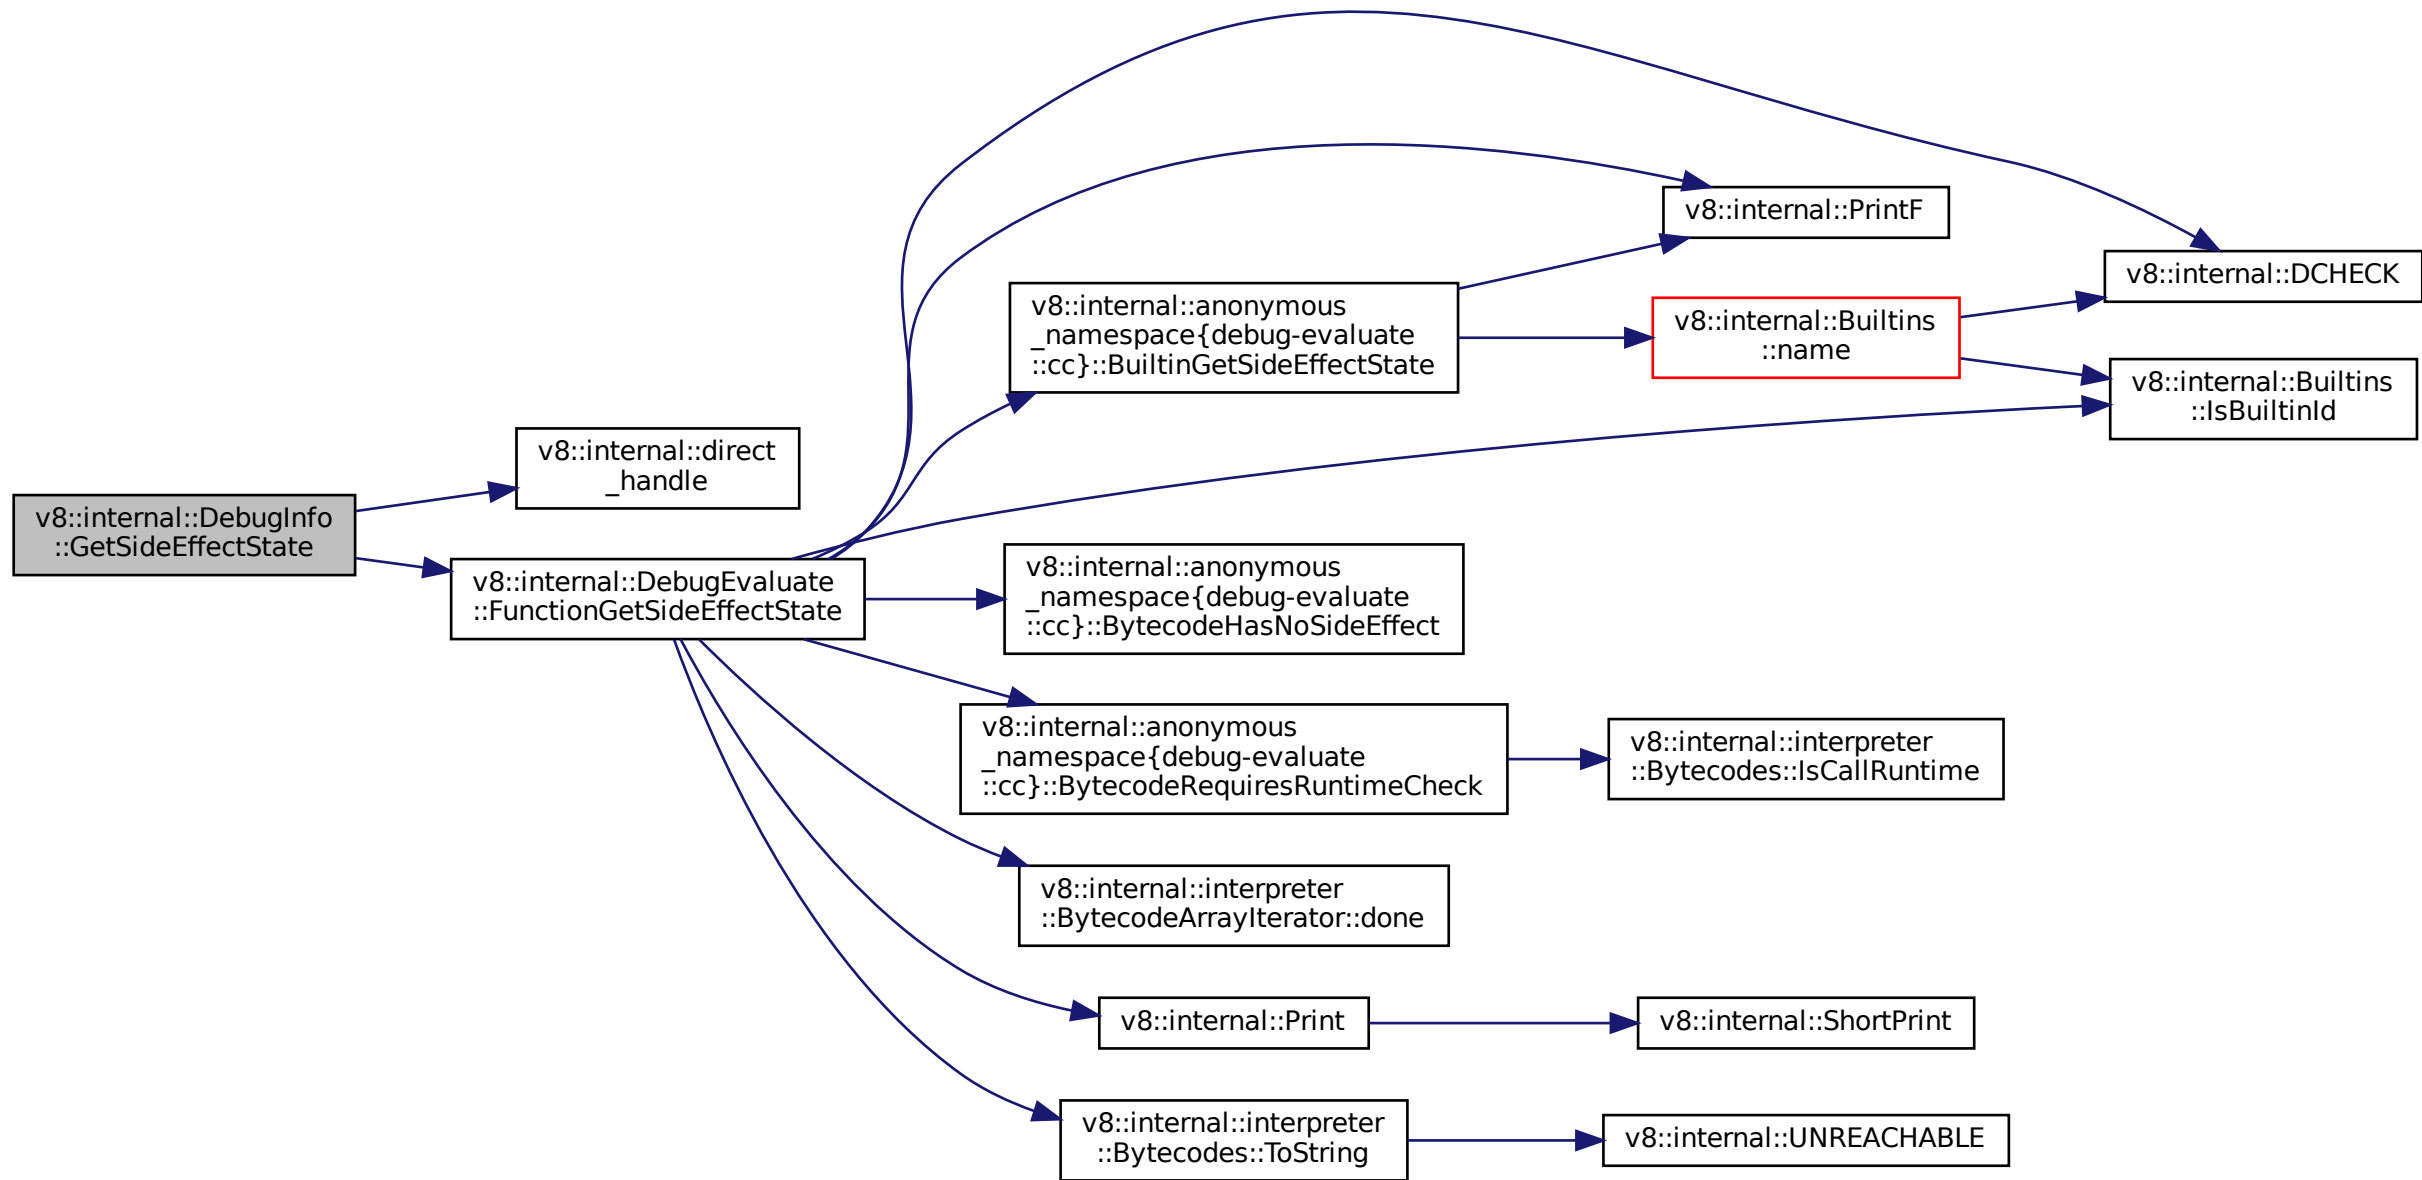 v8::internal::DebugInfo
::GetSideEffectState
v8::internal::direct
_handle
v8::internal::DebugEvaluate
::FunctionGetSideEffectState
v8::internal::anonymous
_namespace{debug-evaluate
::cc}::BuiltinGetSideEffectState
v8::internal::PrintF
v8::internal::Builtins
::name
v8::internal::DCHECK
v8::internal::Builtins
::IsBuiltinId
v8::internal::anonymous
_namespace{debug-evaluate
::cc}::BytecodeHasNoSideEffect
v8::internal::anonymous
_namespace{debug-evaluate
::cc}::BytecodeRequiresRuntimeCheck
v8::internal::interpreter
::Bytecodes::IsCallRuntime
v8::internal::interpreter
::BytecodeArrayIterator::done
v8::internal::Print
v8::internal::ShortPrint
v8::internal::interpreter
::Bytecodes::ToString
v8::internal::UNREACHABLE